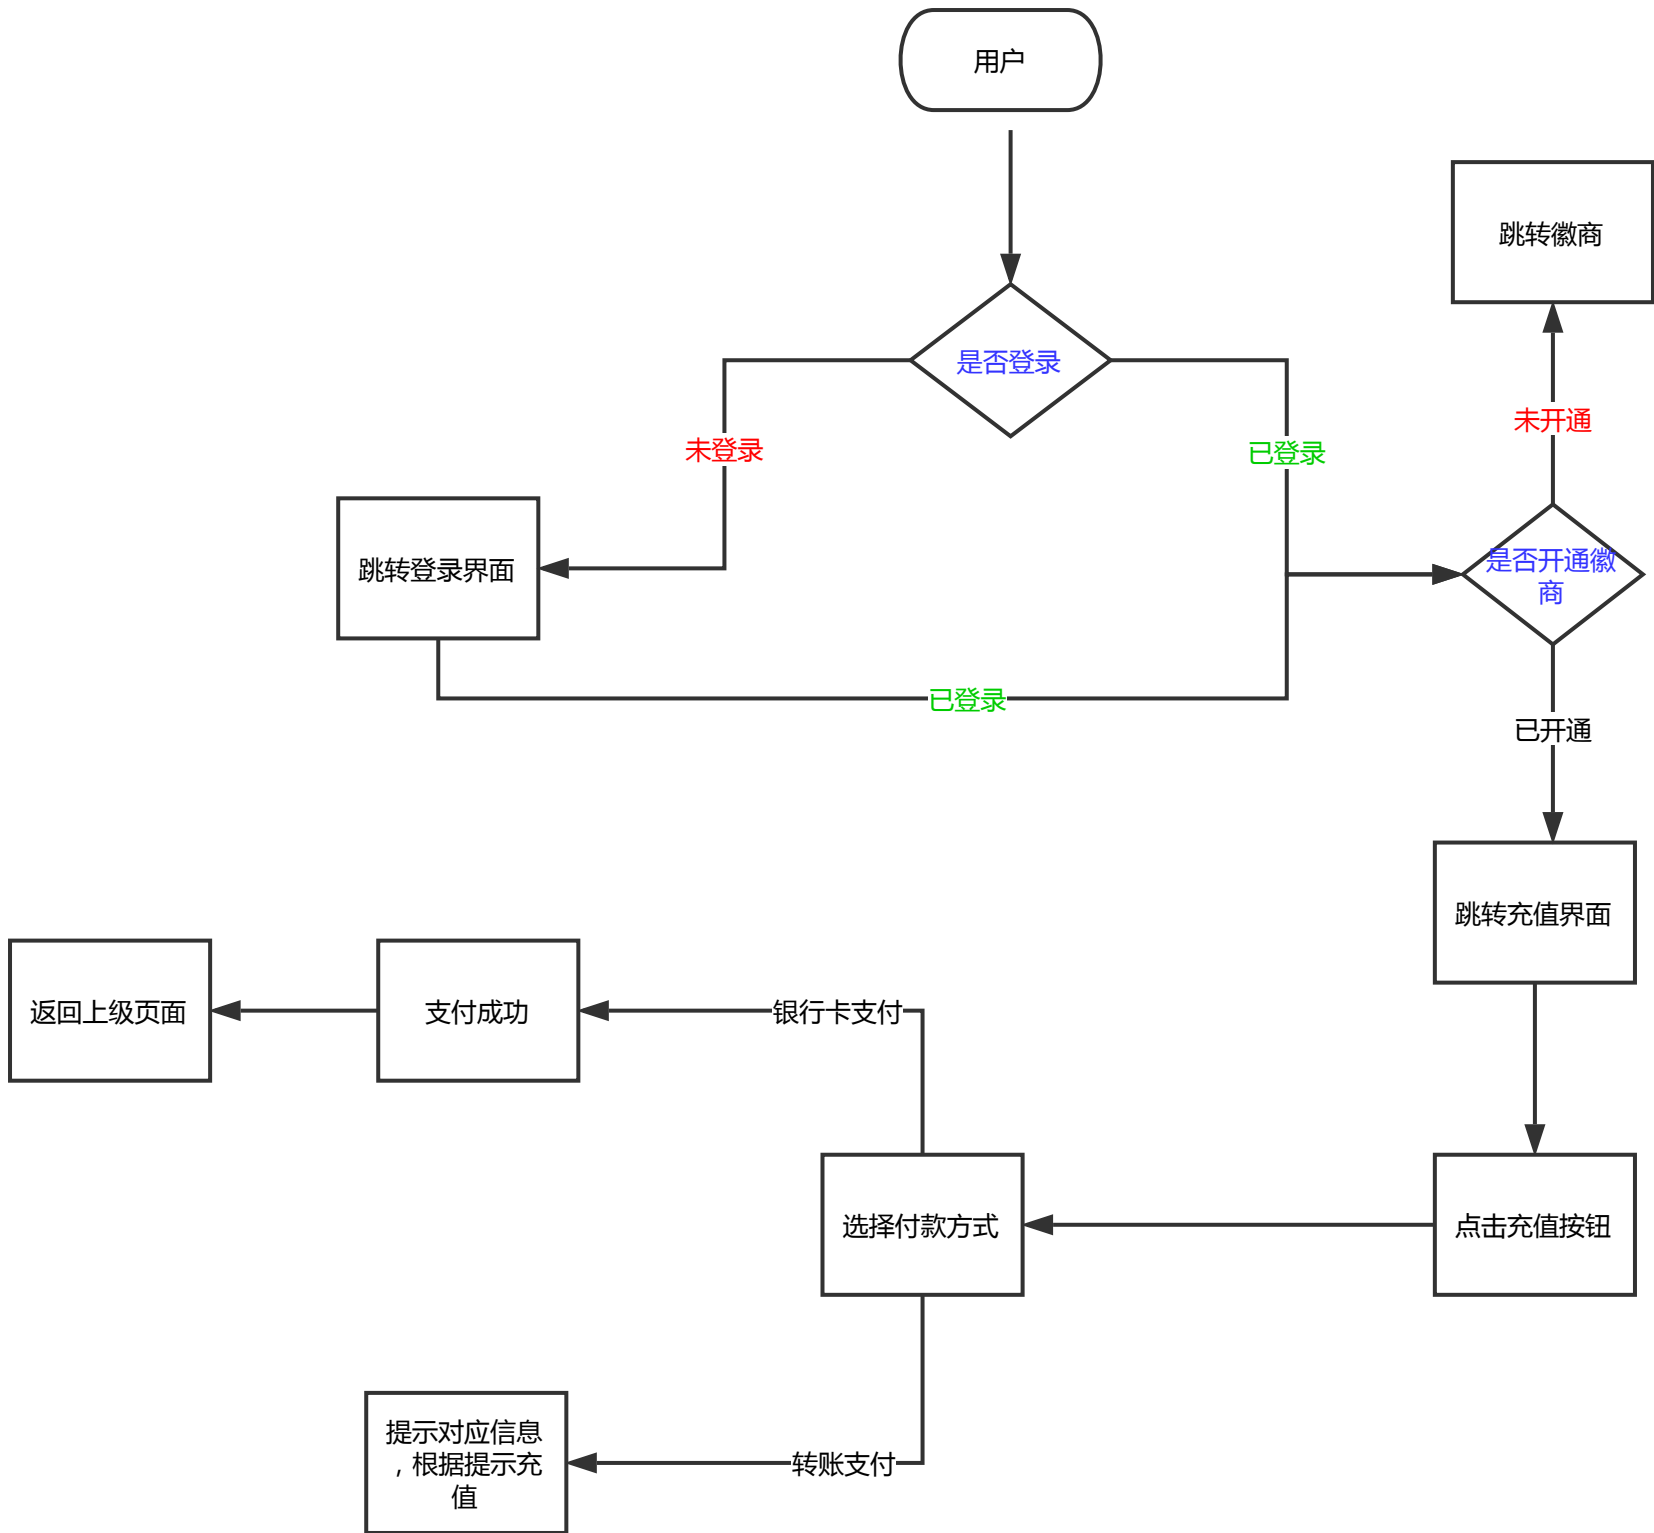 用户
跳转徽商
是否登录
未开通
未登录
已登录
是否开通徽
商
跳转登录界面
已登录
已开通
跳转充值界面
返回上级页面
支付成功
银行卡支付
选择付款方式
点击充值按钮
提示对应信息
，根据提示充
值
转账支付